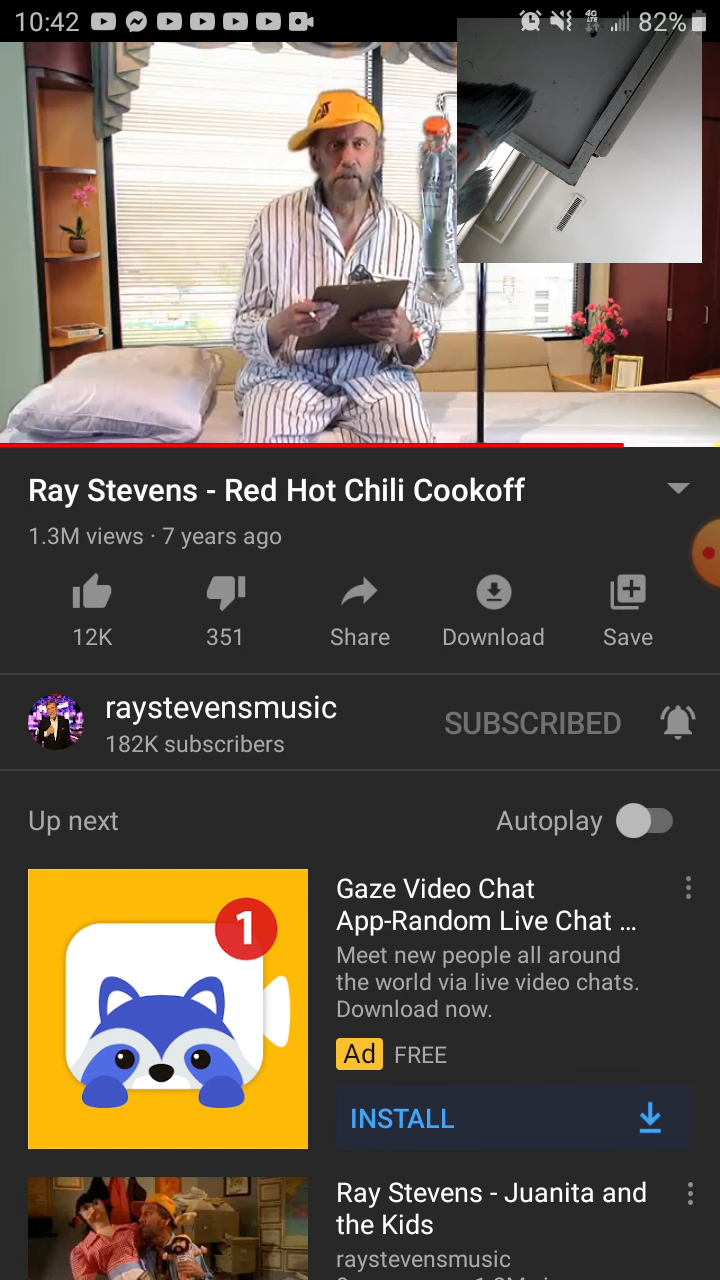 10:42
4G
LTE
82%
CAT
Ray Stevens - Red Hot Chili Cookoff
1.3M views · 7 years ago
12K
351
Share
Download
Save
raystevensmusic
182K subscribers
SUBSCRIBED
Up next
Autoplay
1
Gaze Video Chat
App-Random Live Chat ...
Meet new people all around
the world via live video chats.
Download now.
Ad FREE
INSTALL
Ray Stevens - Juanita and
the Kids
raystevensmusic